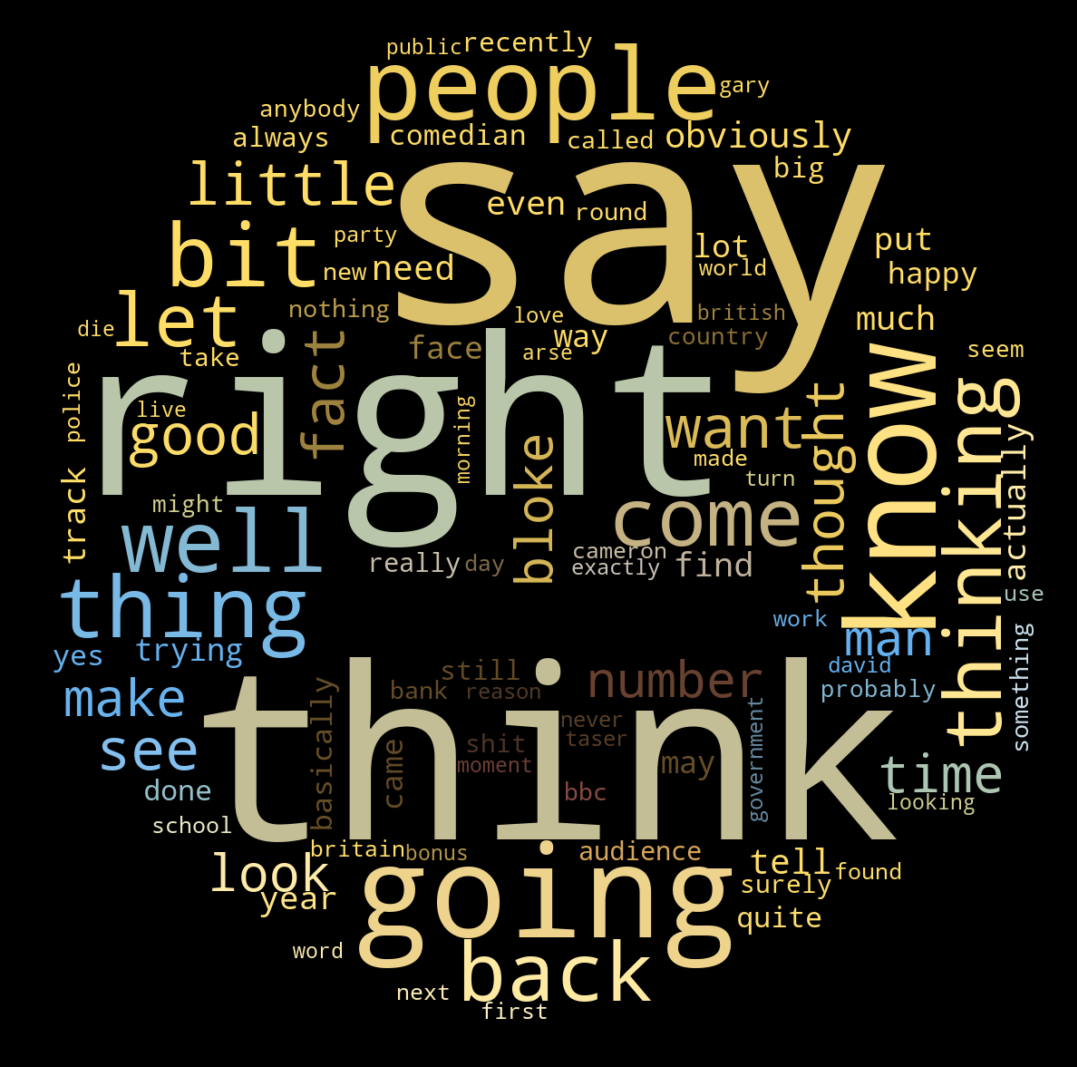 public recently
people
gary
anybody
always
comedian
called
obviously
big
little
say
even
round
bit
party
new
need
lot
world
put
happy
let
die
nothing
love
british
much
take
fact
face
arse
way
country
seem
right
police
live
good
morning
want
thought
know
thinking
made
turn
track
might
well
bloke
come
actually
really
day
cameron
exactly
find
thing
use
work
man
yes
trying
still
david
something
make
think
bank
reason
number
probably
see
basically
came
shit
never
taser
moment
may
government
time
done
bbc
looking
school
britain
bonus
audience
look
going
tell
found
year
surely
quite
word
back
next
first